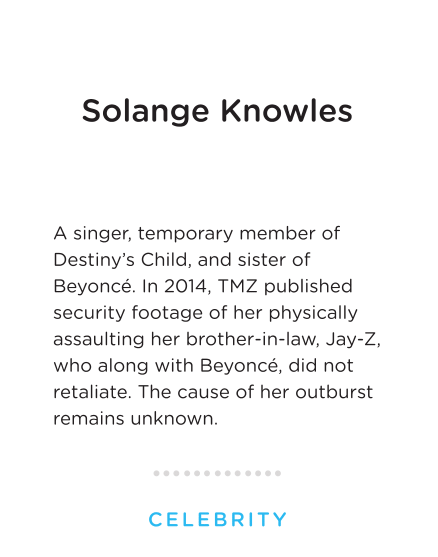 Solange Knowles
A singer, temporary member of
Destiny’s Child, and sister of
Beyoncé. In 2014, TMZ published
security footage of her physically
assaulting her brother-in-law, Jay-Z,
who along with Beyoncé, did not
retaliate. The cause of her outburst
remains unknown.
CELEBRITY